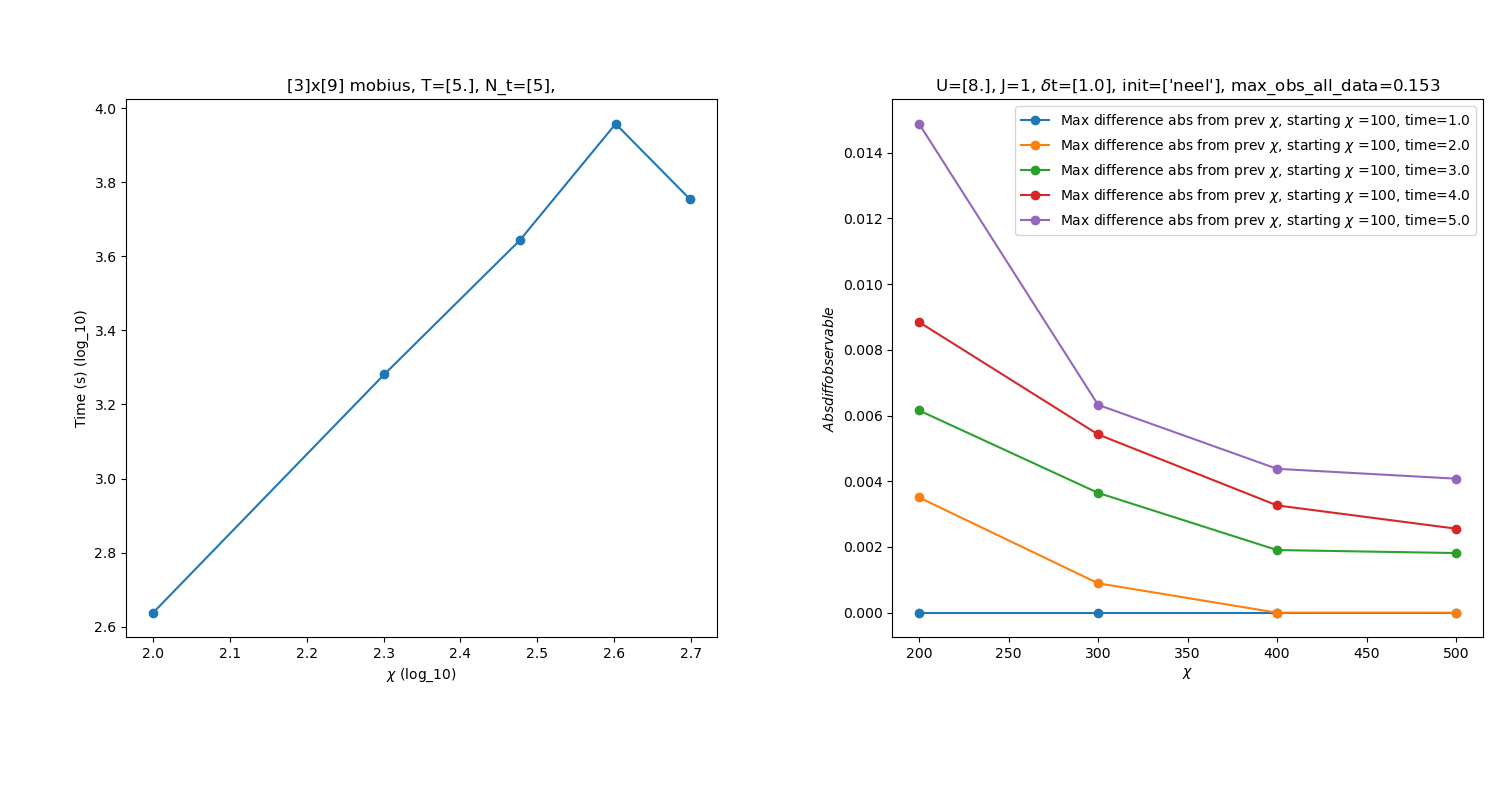 [3]x[9] mobius, T=[5.], N_t=[5],
4.0
3.8
3.6
3.4
3.2
3.0
2.8
2.6
Time (s) (log_10)
2.0 2.1 2.2 2.3 2.4 2.5 2.6 2.7
χ (log_10)
U=[8.], J=1, δt=[1.0], init=['neel'], max_obs_all_data=0.153
Max difference abs from prev χ, starting χ =100, time=1.0
Max difference abs from prev χ, starting χ =100, time=2.0
Max difference abs from prev χ, starting χ =100, time=3.0
Max difference abs from prev χ, starting χ =100, time=4.0
Max difference abs from prev χ, starting χ =100, time=5.0
0.014
0.012
0.010
0.008
0.006
0.004
0.002
0.000
Absdiffobservable
200 250 300 350 400 450 500
χ